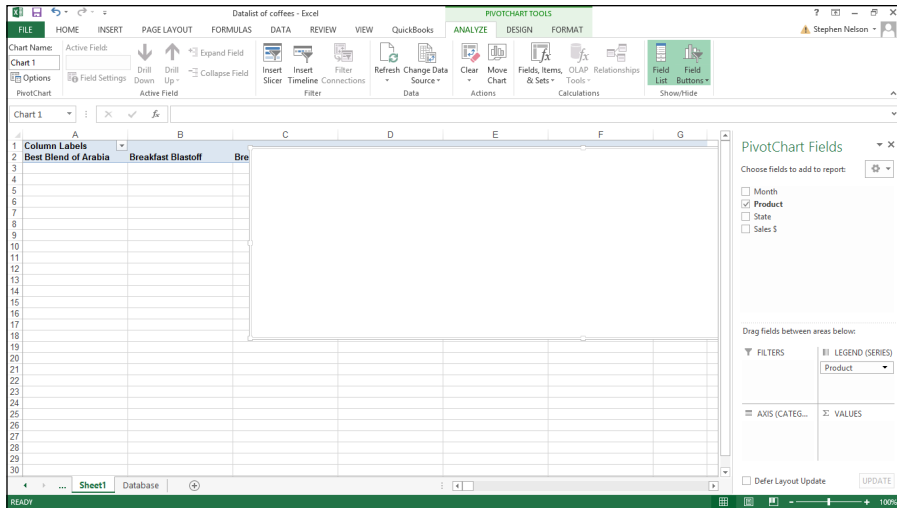 Datalist of coffees - Excel
PIVOTCHART TOOLS
?
FILE HOME INSERT PAGE LAYOUT FORMULAS DATA REVIEW VIEW QuickBooks ANALYZE DESIGN FORMAT
Stephen Nelson
Chart Name:
Chart 1
Options
PivotChart
Active Field:
Field Settings
Drill Down
Drill Up
Expand Field
Collapse Field
Active Field
Insert Slicer
Insert Timeline
Filter Connections
Filter
Refresh
Change Data Source
Data
Clear
Move Chart
Actions
Fields, Items, & Sets
OLAP Tools
Relationships
Calculations
Field List
Field Buttons
Show/Hide
Chart 1
fx
A B C D E F G
1 Column Labels
2 Best Blend of Arabia Breakfast Blastoff Bre
3
4
5
6
7
8
9
10
11
12
13
14
15
16
17
18
19
20
21
22
23
24
25
26
27
28
29
30
PivotChart Fields
Choose fields to add to report:
Month
Product
State
Sales $
Drag fields between areas below:
FILTERS
LEGEND (SERIES)
Product
AXIS (CATEG...
Σ VALUES
Defer Layout Update
UPDATE
... Sheet1 Database
READY
100%